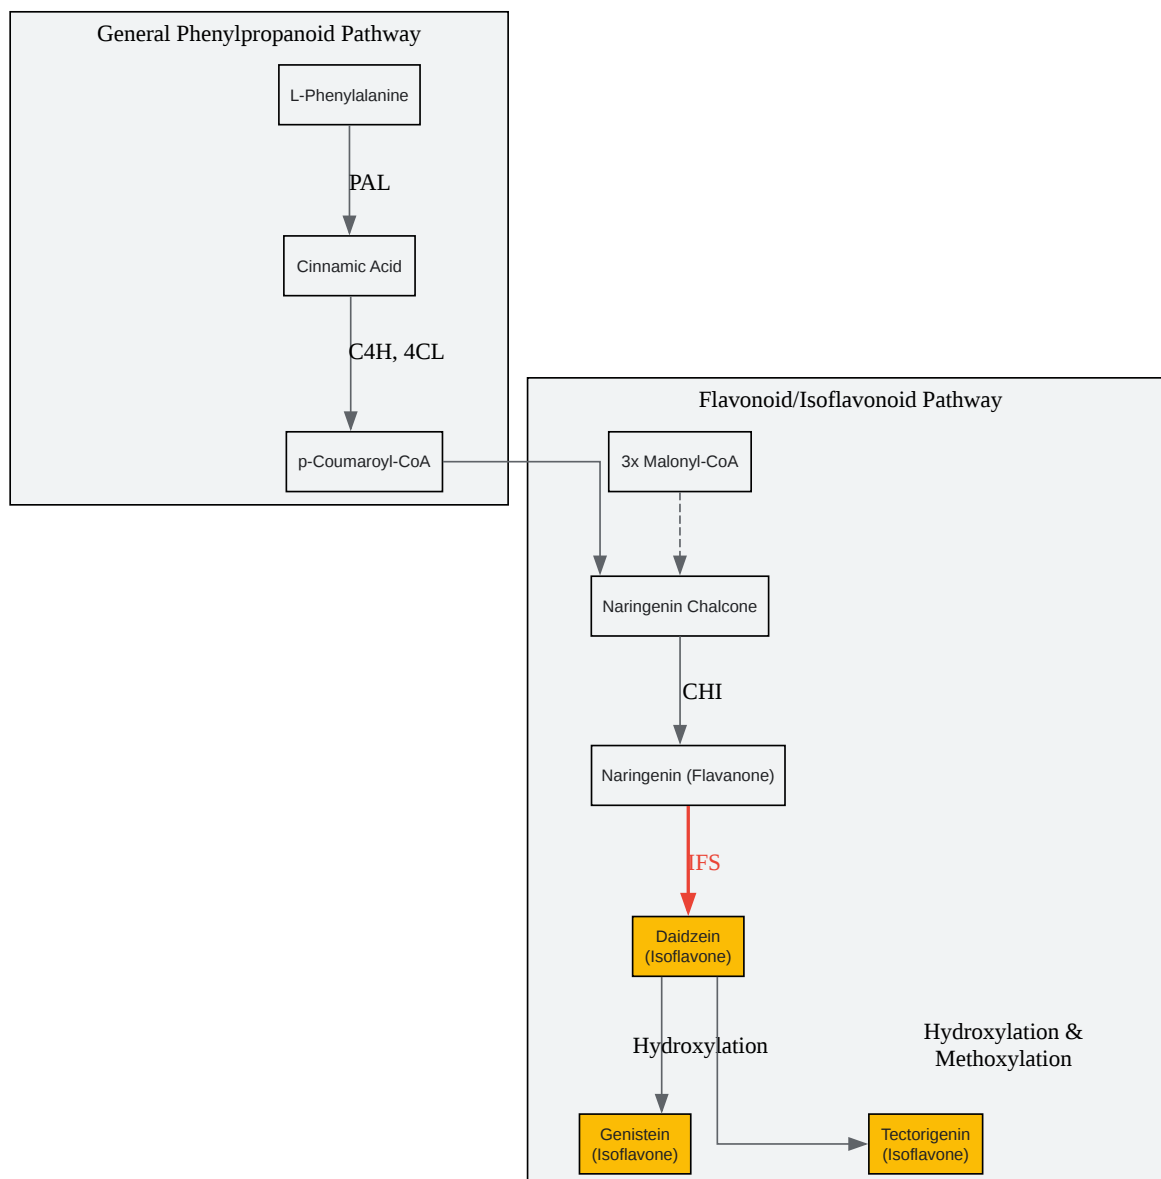 General Phenylpropanoid Pathway
L-Phenylalanine
PAL
Cinnamic Acid
C4H, 4CL
p-Coumaroyl-CoA
Flavonoid/Isoflavonoid Pathway
3x Malonyl-CoA
Naringenin Chalcone
CHI
Naringenin (Flavanone)
IFS
Daidzein
(Isoflavone)
Hydroxylation
Hydroxylation &
Methoxylation
Genistein
(Isoflavone)
Tectorigenin
(Isoflavone)